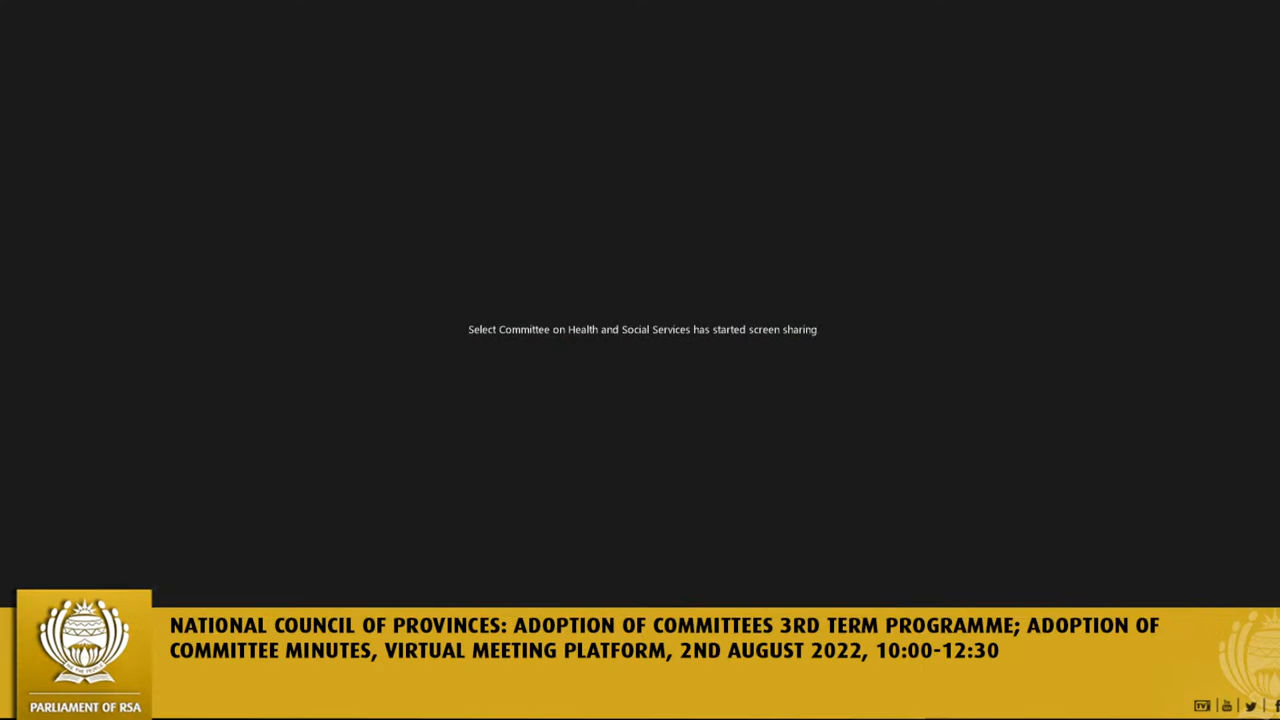 Select Committee on Health and Social Services has started screen sharing
NATIONAL COUNCIL OF PROVINCES: ADOPTION OF COMMITTEES 3RD TERM PROGRAMME; ADOPTION OF
COMMITTEE MINUTES, VIRTUAL MEETING PLATFORM, 2ND AUGUST 2022, 10:00-12:30
PARLIAMENT OF RSA